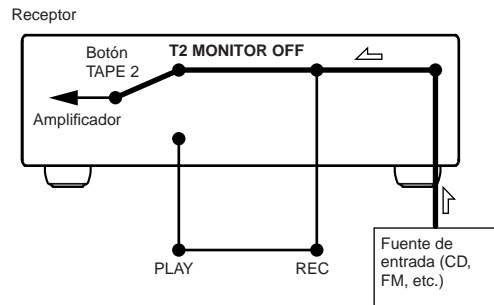 Receptor
Botón
TAPE 2
T2 MONITOR OFF
Amplificador
PLAY
REC
Fuente de
entrada (CD,
FM, etc.)